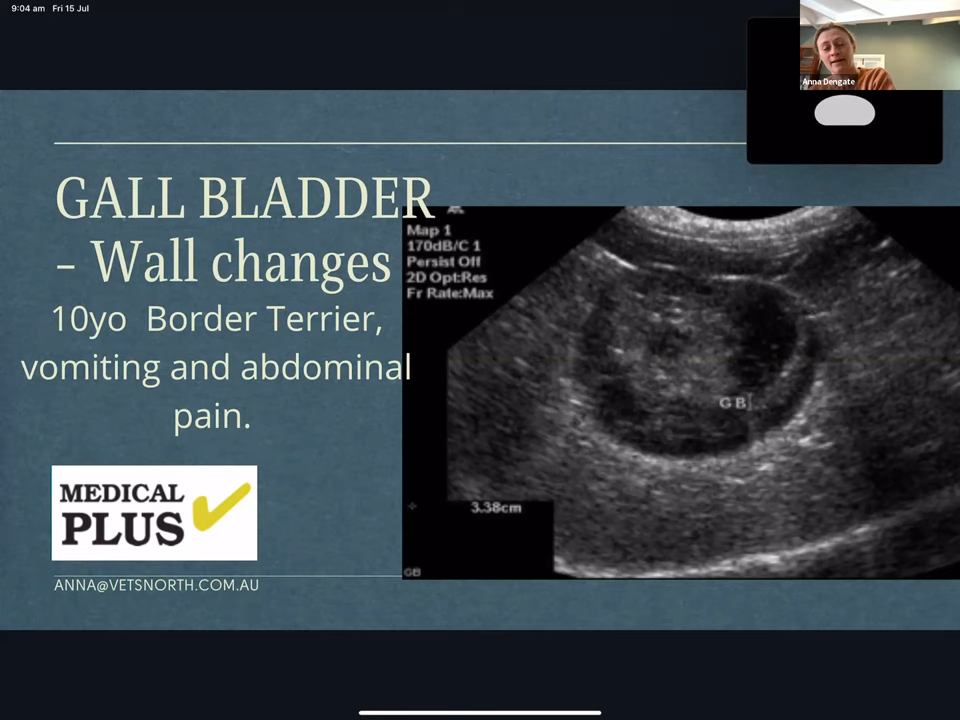 9:04 am Fri 15 Jul
Anna Dengate
GALL BLADDER
– Wall changes
10yo Border Terrier,
vomiting and abdominal
pain.
Map 1
170dB/C 1
Persist Off
2D Opt:Res
Fr Rate:Max
GB
3.38cm
GB
MEDICAL
PLUS
ANNA@VETSNORTH.COM.AU